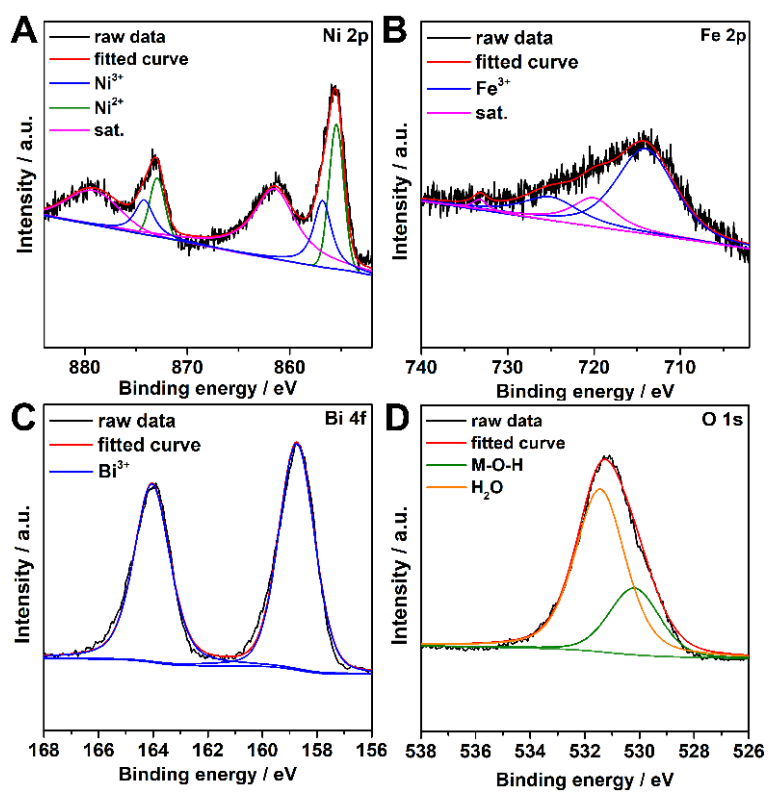 A
Ni 2p
raw data
fitted curve
Ni³⁺
Ni²⁺
sat.
Intensity / a.u.
880 870 860
Binding energy / eV
B
Fe 2p
raw data
fitted curve
Fe³⁺
sat.
Intensity / a.u.
740 730 720 710
Binding energy / eV
C
Bi 4f
raw data
fitted curve
Bi³⁺
Intensity / a.u.
168 166 164 162 160 158 156
Binding energy / eV
D
O 1s
raw data
fitted curve
M-O-H
H₂O
Intensity / a.u.
538 536 534 532 530 528 526
Binding energy / eV